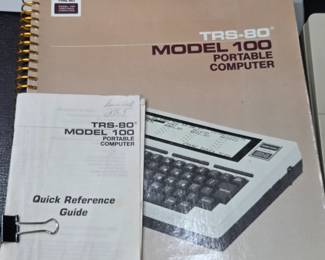 TRS-80®
MODEL 100
PORTABLE
COMPUTER
TRS-80®
MODEL 100
PORTABLE
COMPUTER
Quick Reference
Guide